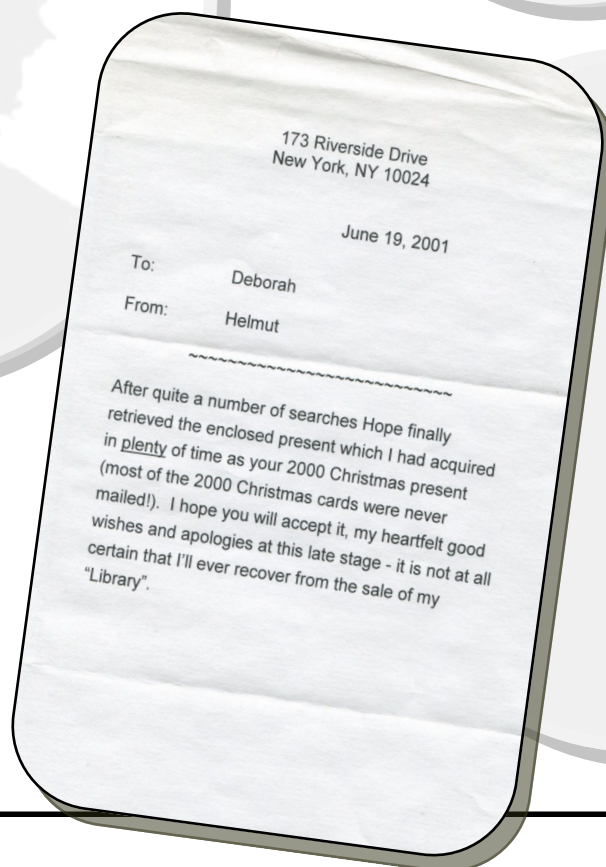 173 Riverside Drive
New York, NY 10024
June 19, 2001
To: Deborah
From: Helmut
~~~~~~~~~~~~~~~~~~~~~~~~~~
After quite a number of searches Hope finally
retrieved the enclosed present which I had acquired
in plenty of time as your 2000 Christmas present
(most of the 2000 Christmas cards were never
mailed!). I hope you will accept it, my heartfelt good
wishes and apologies at this late stage - it is not at all
certain that I'll ever recover from the sale of my
“Library”.